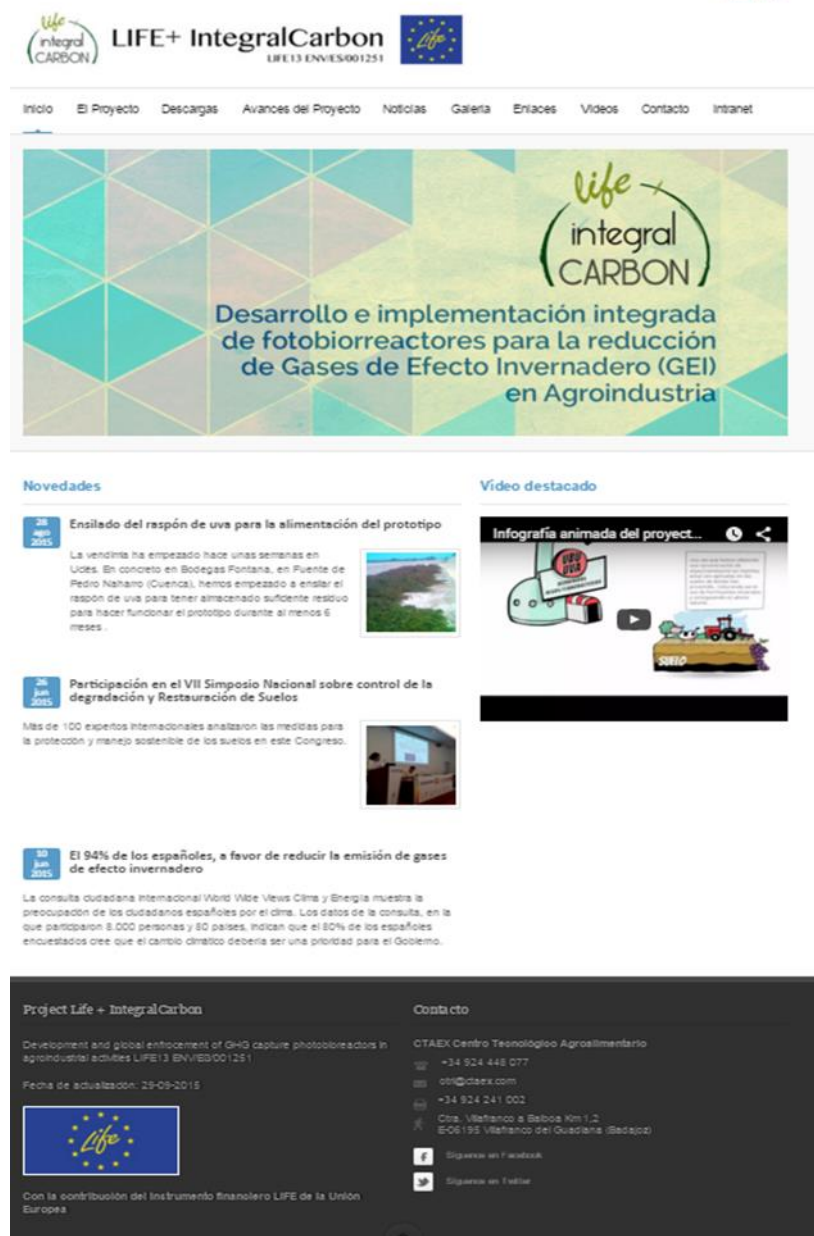 life
integral
CARBON
LIFE+ IntegralCarbon
LIFE13 ENV/ES/001251
Life
Inicio El Proyecto Descargas Avances del Proyecto Noticias Galeria Enlaces Videos Contacto Intranet
life
integral
CARBON
Desarrollo e implementación integrada
de fotobiorreactores para la reducción
de Gases de Efecto Invernadero (GEI)
en Agroindustria
Novedades
28
ago
2015
Ensilado del raspón de uva para la alimentación del prototipo
La vendimia ha empezado hace unas semanas en
Uclés. En concreto en Bodegas Fontana, en Fuente de
Pedro Naharro (Cuenca), hemos empezado a ensilar el
raspón de uva para tener almacenado suficiente residuo
para hacer funcionar el prototipo durante al menos 6
meses .
26
jun
2015
Participación en el VII Simposio Nacional sobre control de la
degradación y Restauración de Suelos
Más de 100 expertos internacionales analizaron las medidas para
la protección y manejo sostenible de los suelos en este Congreso.
10
jun
2015
El 94% de los españoles, a favor de reducir la emisión de gases
de efecto invernadero
La consulta ciudadana internacional World Wide Views Clima y Energía muestra la
preocupación de los ciudadanos españoles por el clima. Los datos de la consulta, en la
que participaron 8.000 personas y 80 países, indican que el 80% de los españoles
encuestados cree que el cambio climático debería ser una prioridad para el Gobierno.
Vídeo destacado
Infografía animada del proyect...
SUELO
Project Life + IntegralCarbon
Development and global enfrocement of GHG capture photobioreactors in
agroindustrial activities LIFE13 ENV/ES/001251
Fecha de actualización: 29-09-2015
Life
Con la contribución del Instrumento financiero LIFE de la Unión
Europea
Contacto
CTAEX Centro Tecnológico Agroalimentario
+34 924 448 077
otri@ctaex.com
+34 924 241 002
Ctra. Villafranco a Balboa Km 1,2
E-06195 Villafranco del Guadiana (Badajoz)
Síguenos en Facebook
Síguenos en Twitter